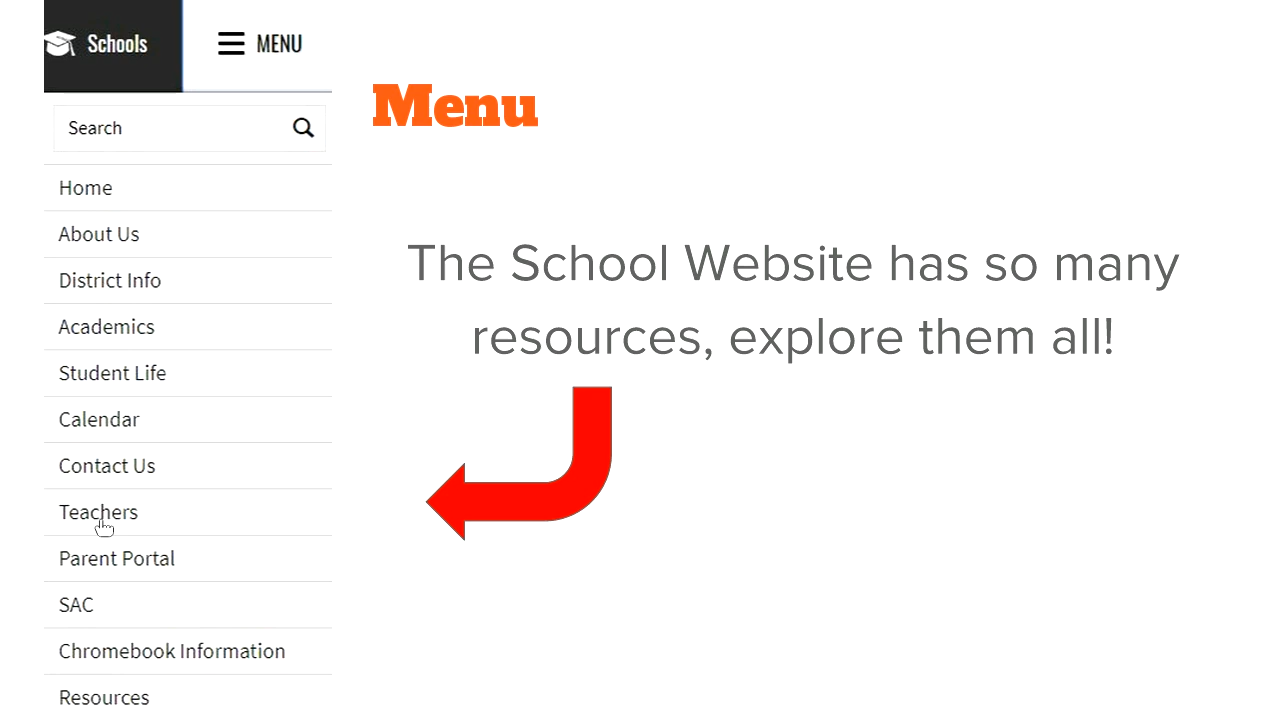 Schools
MENU
Search
Home
About Us
District Info
Academics
Student Life
Calendar
Contact Us
Teachers
Parent Portal
SAC
Chromebook Information
Resources
Menu
The School Website has so many
resources, explore them all!